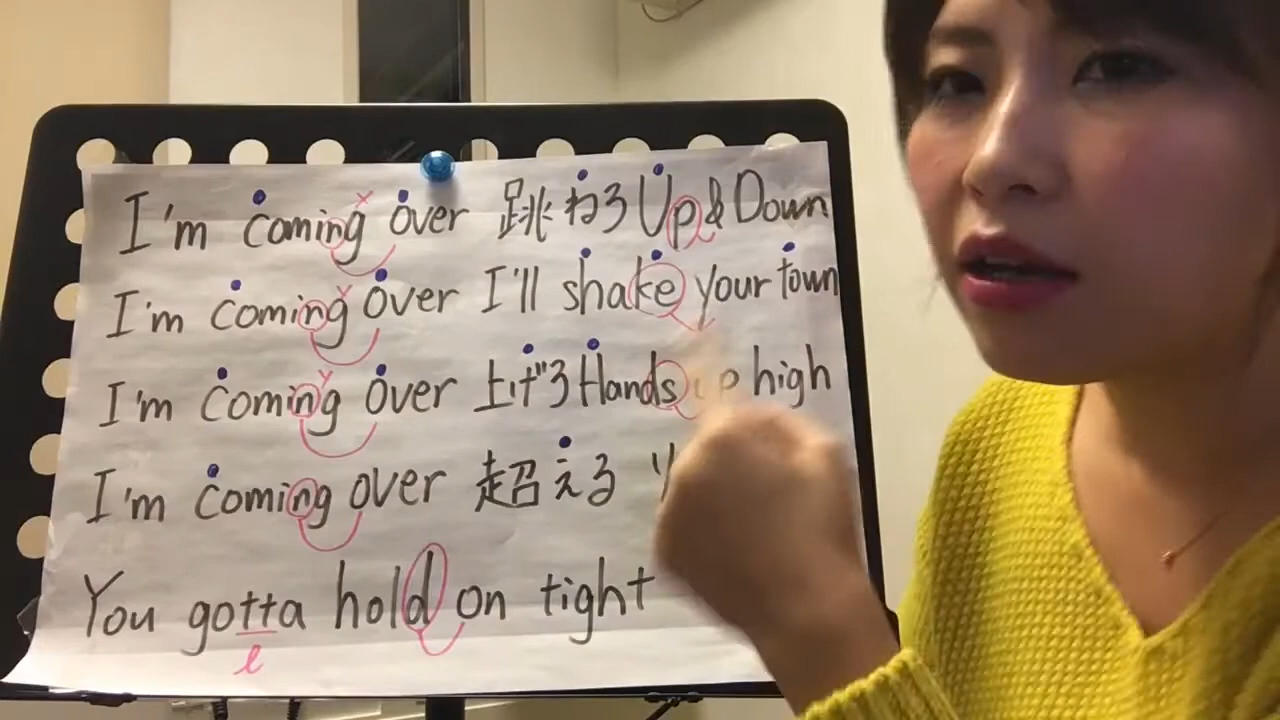 I'm coming over 跳ねろ Up & Down
I'm coming over I'll shake your town
I'm coming over 上げろ Hands up high
I'm coming over 超える
You gotta hold on tight
l